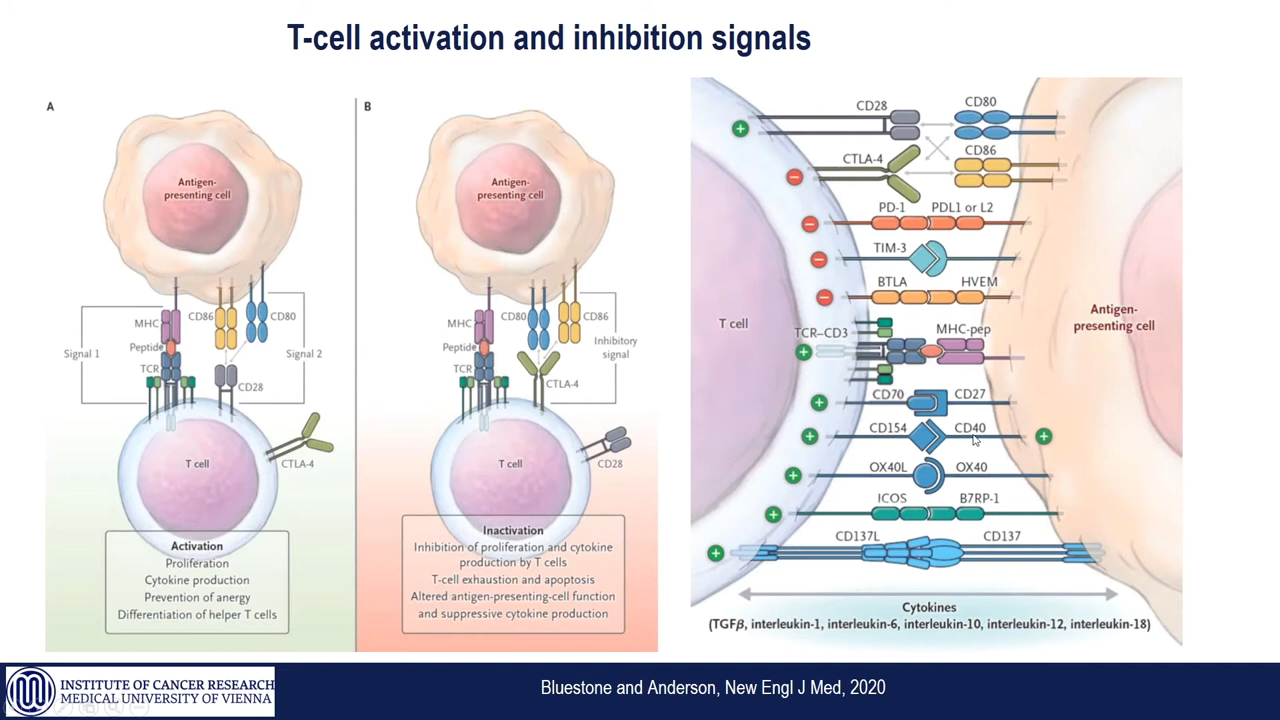 T-cell activation and inhibition signals
A
Antigen-
presenting cell
MHC
CD86
CD80
Peptide
Signal 1
Signal 2
TCR
CD28
T cell
CTLA-4
Activation
Proliferation
Cytokine production
Prevention of anergy
Differentiation of helper T cells
B
Antigen-
presenting cell
MHC
CD80
CD86
Peptide
Inhibitory
signal
TCR
CTLA-4
T cell
CD28
Inactivation
Inhibition of proliferation and cytokine
production by T cells
T-cell exhaustion and apoptosis
Altered antigen-presenting-cell function
and suppressive cytokine production
CD28
CD80
CTLA-4
CD86
PD-1
PDL1 or L2
TIM-3
BTLA
HVEM
T cell
Antigen-
presenting cell
TCR–CD3
MHC-pep
CD70
CD27
CD154
CD40
OX40L
OX40
ICOS
B7RP-1
CD137L
CD137
Cytokines
(TGFβ, interleukin-1, interleukin-6, interleukin-10, interleukin-12, interleukin-18)
INSTITUTE OF CANCER RESEARCH
MEDICAL UNIVERSITY OF VIENNA
Bluestone and Anderson, New Engl J Med, 2020